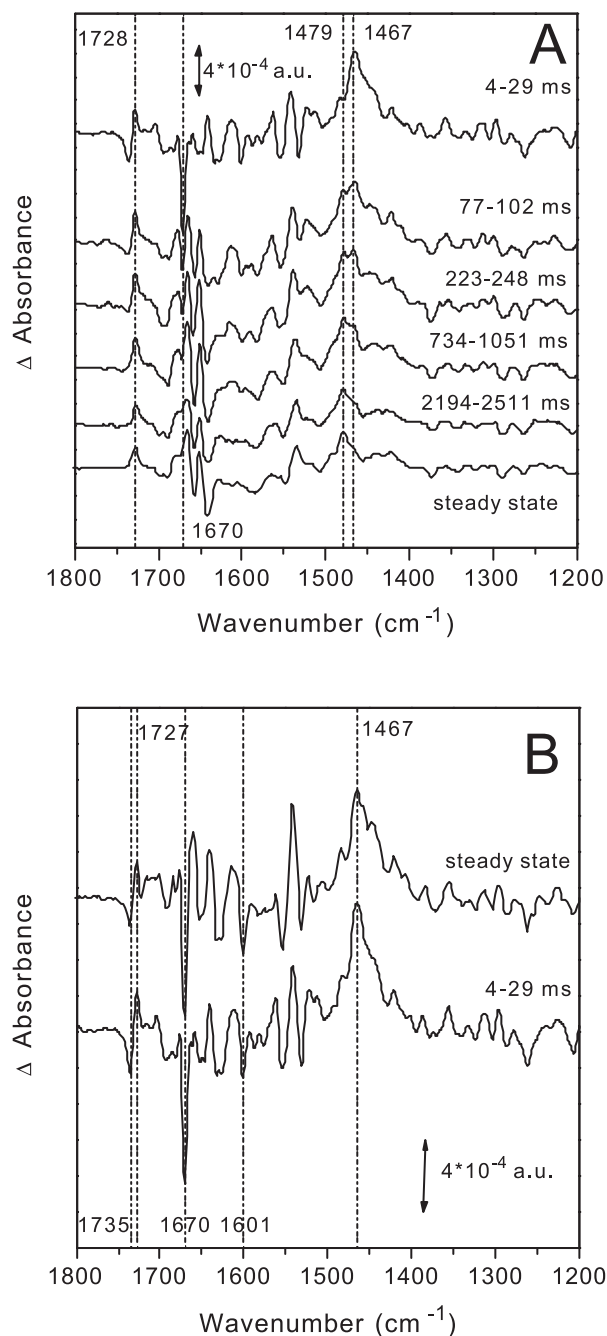 1728
1479
1467
A
4*10⁻⁴ a.u.
4-29 ms
77-102 ms
223-248 ms
734-1051 ms
2194-2511 ms
steady state
1670
Δ Absorbance
1800 1700 1600 1500 1400 1300 1200
Wavenumber (cm⁻¹)
1727
1467
B
steady state
4-29 ms
4*10⁻⁴ a.u.
1735 1670 1601
Δ Absorbance
1800 1700 1600 1500 1400 1300 1200
Wavenumber (cm⁻¹)